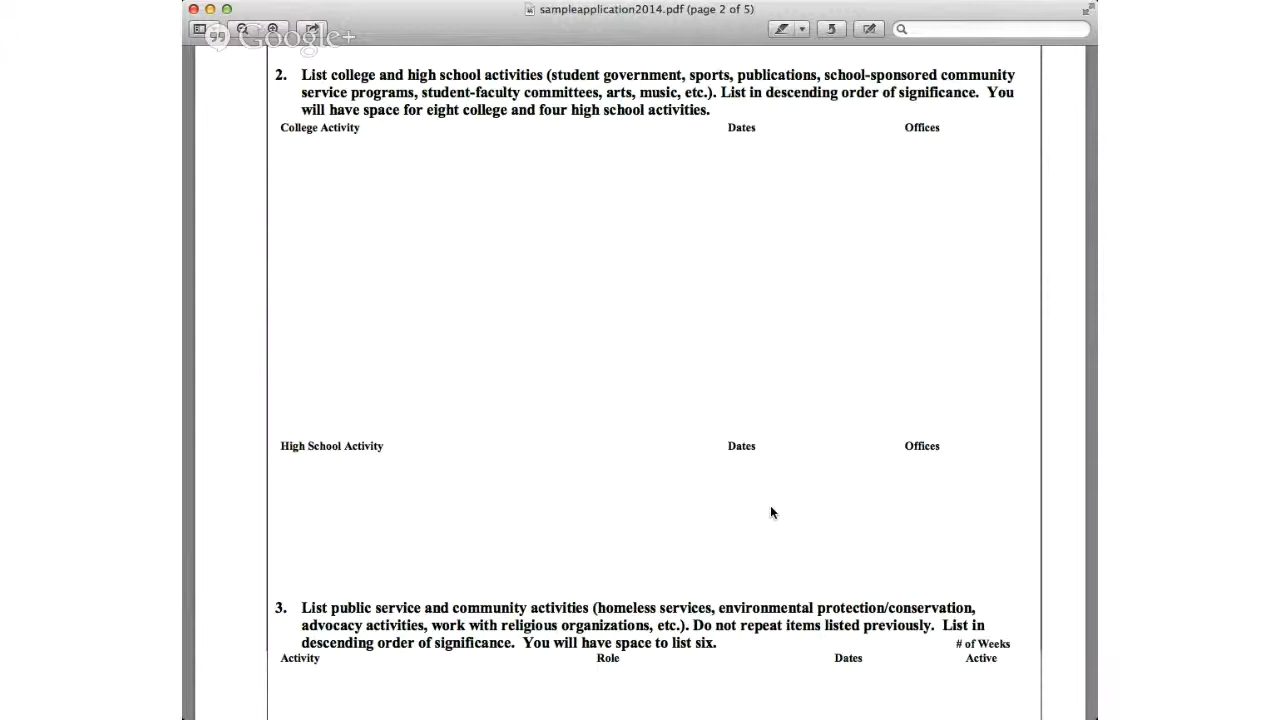 sampleapplication2014.pdf (page 2 of 5)
Google+
2. List college and high school activities (student government, sports, publications, school-sponsored community
service programs, student-faculty committees, arts, music, etc.). List in descending order of significance. You
will have space for eight college and four high school activities.
College Activity Dates Offices
High School Activity Dates Offices
3. List public service and community activities (homeless services, environmental protection/conservation,
advocacy activities, work with religious organizations, etc.). Do not repeat items listed previously. List in
descending order of significance. You will have space to list six. # of Weeks
Activity Role Dates Active